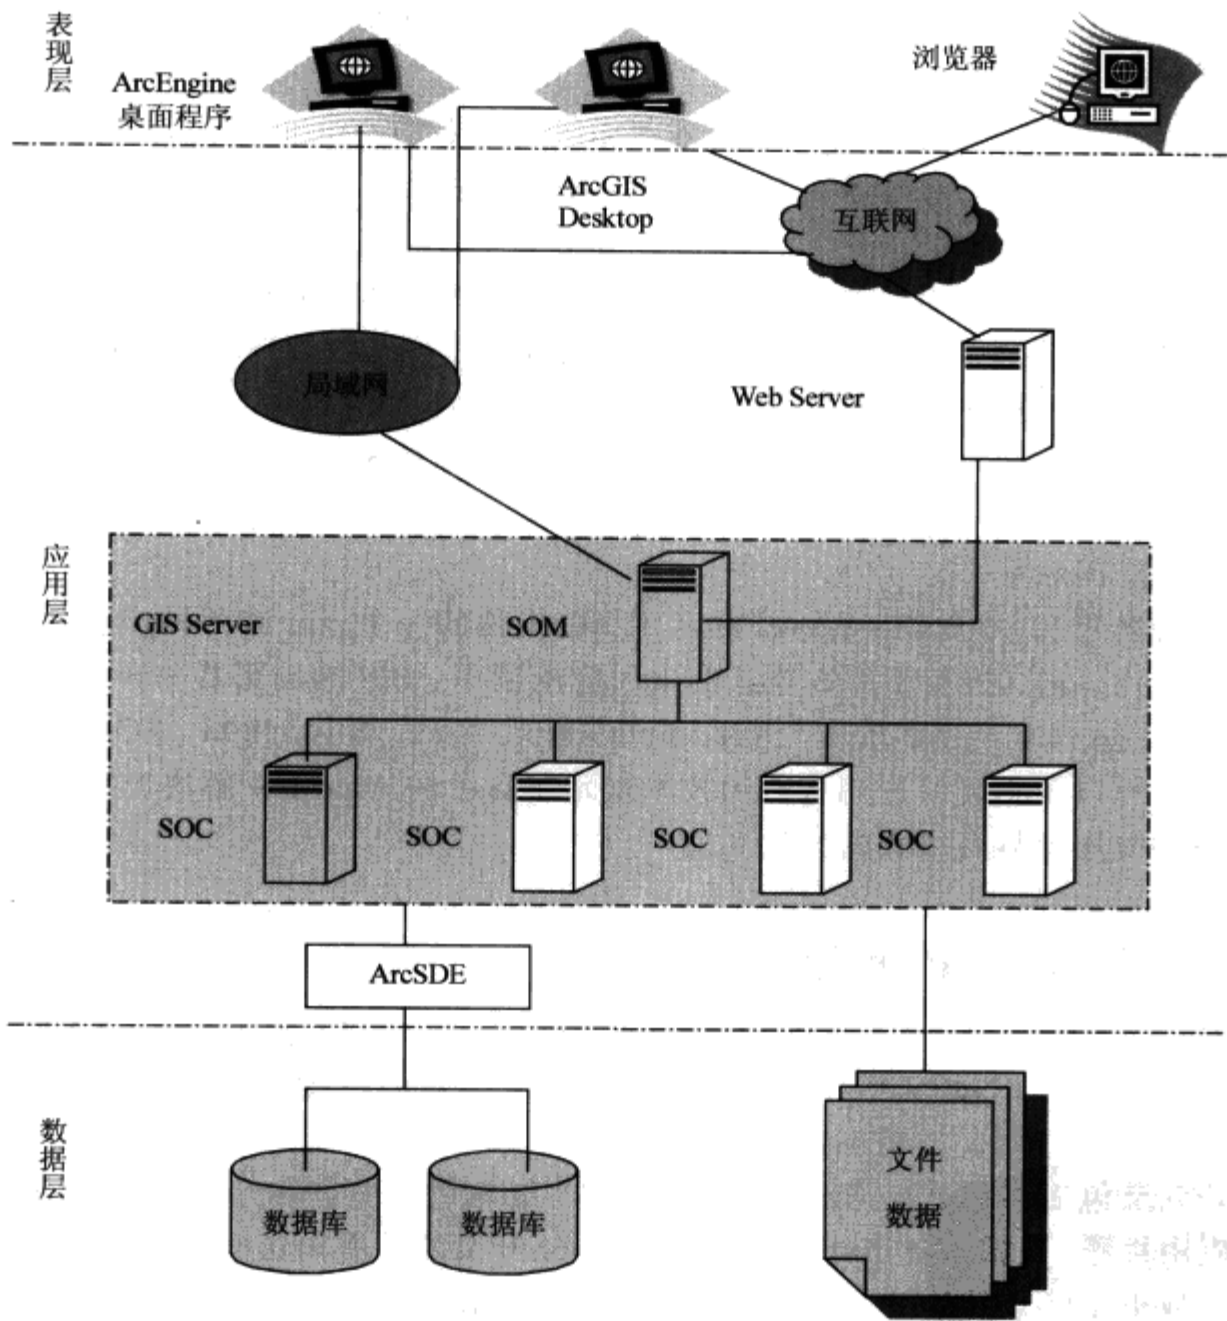 表现层
ArcEngine
桌面程序
浏览器
ArcGIS
Desktop
互联网
局域网
Web Server
应用层
GIS Server
SOM
SOC
SOC
SOC
SOC
ArcSDE
数据层
数据库
数据库
文件
数据